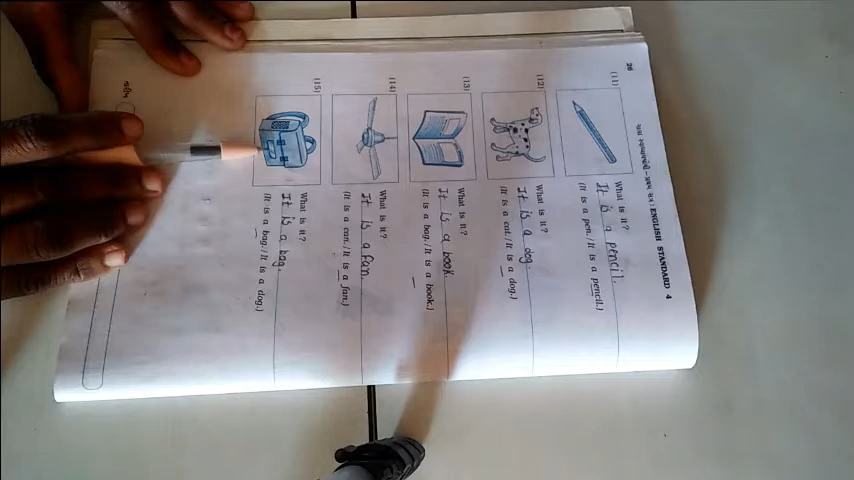 26
: ENGLISH STANDARD 4
(11)
What is it?
It is a pencil.
(It is a pen./It is a pencil.)
(12)
What is it?
It is a dog.
(It is a cat./It is a dog.)
(13)
What is it?
It is a book
(It is a bag./It is a book.)
(14)
What is it?
It is a fan.
(It is a can./It is a fan.)
(15)
What is it?
It is a bag.
(It is a bag./It is a dog.)